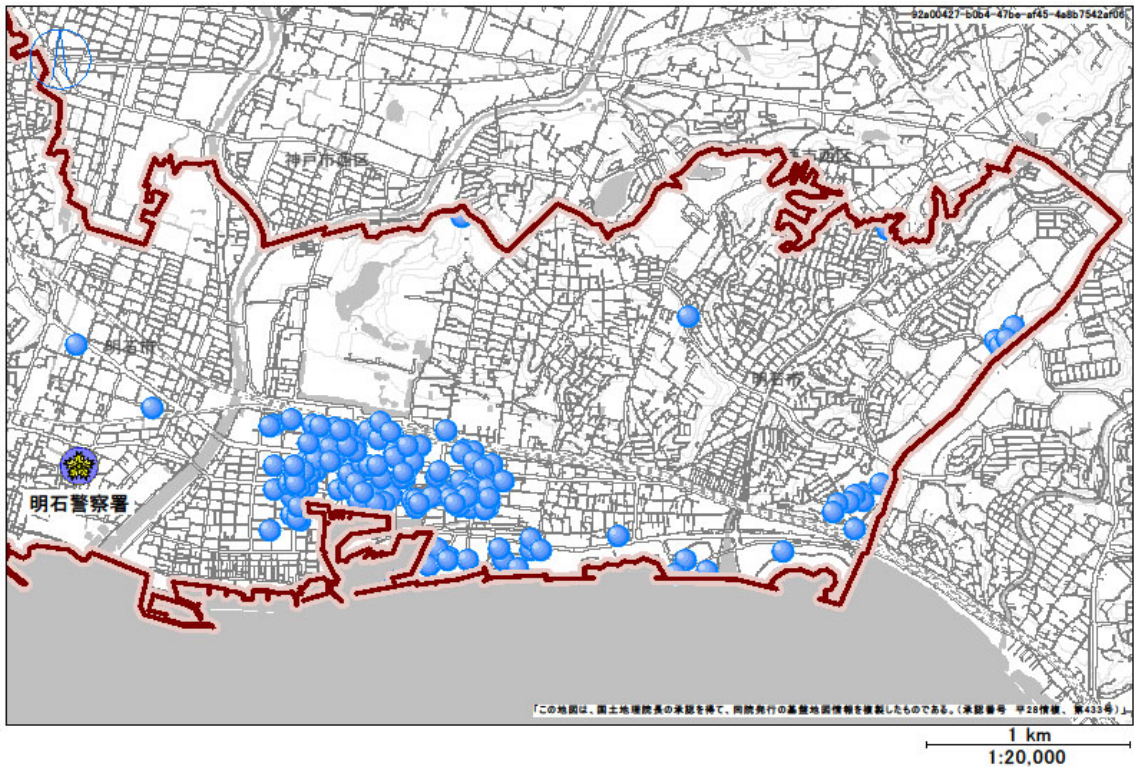 92a00427-b0b4-47be-af45-4a8b7542af06
神戸市西区
市西区
明石市
明石市
明石警察署
「この地図は、国土地理院長の承認を得て、同院発行の基盤地図情報を複製したものである。（承認番号　平28情複、第433号）」
1 km
1:20,000